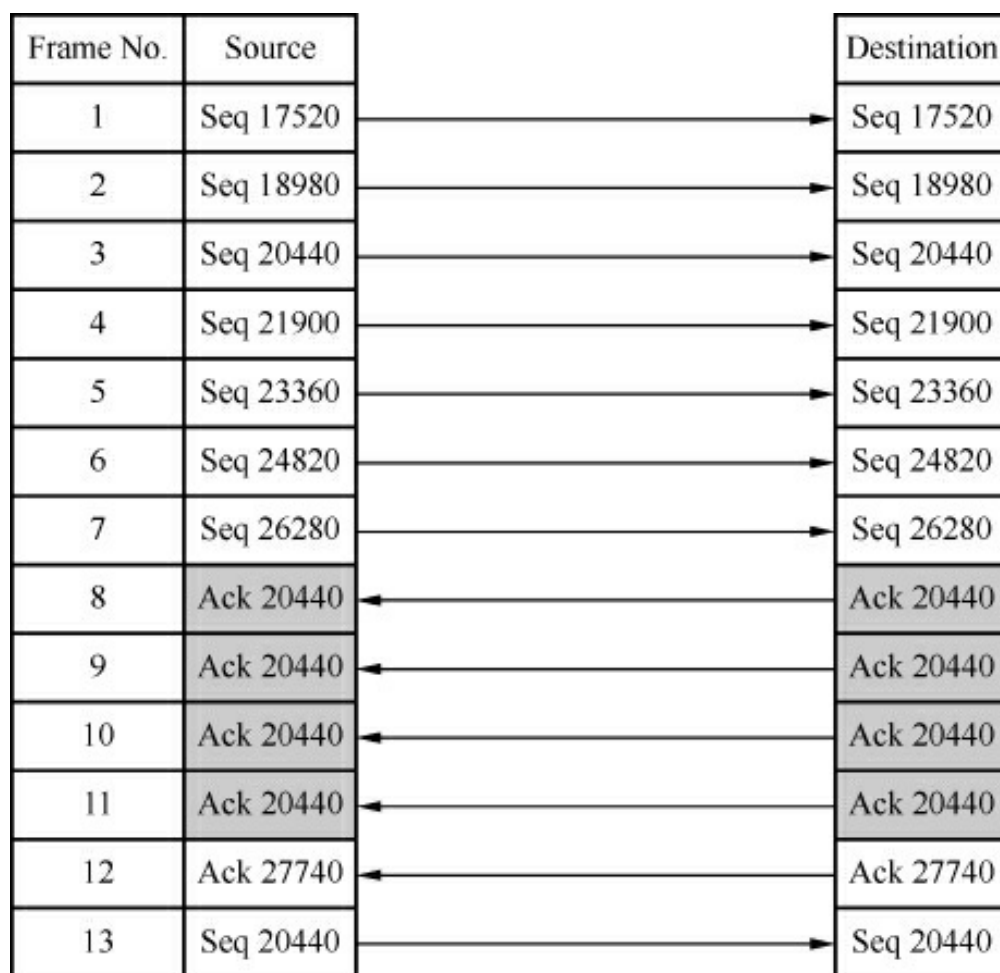 Frame No. Source Destination
1 Seq 17520 Seq 17520
2 Seq 18980 Seq 18980
3 Seq 20440 Seq 20440
4 Seq 21900 Seq 21900
5 Seq 23360 Seq 23360
6 Seq 24820 Seq 24820
7 Seq 26280 Seq 26280
8 Ack 20440 Ack 20440
9 Ack 20440 Ack 20440
10 Ack 20440 Ack 20440
11 Ack 20440 Ack 20440
12 Ack 27740 Ack 27740
13 Seq 20440 Seq 20440